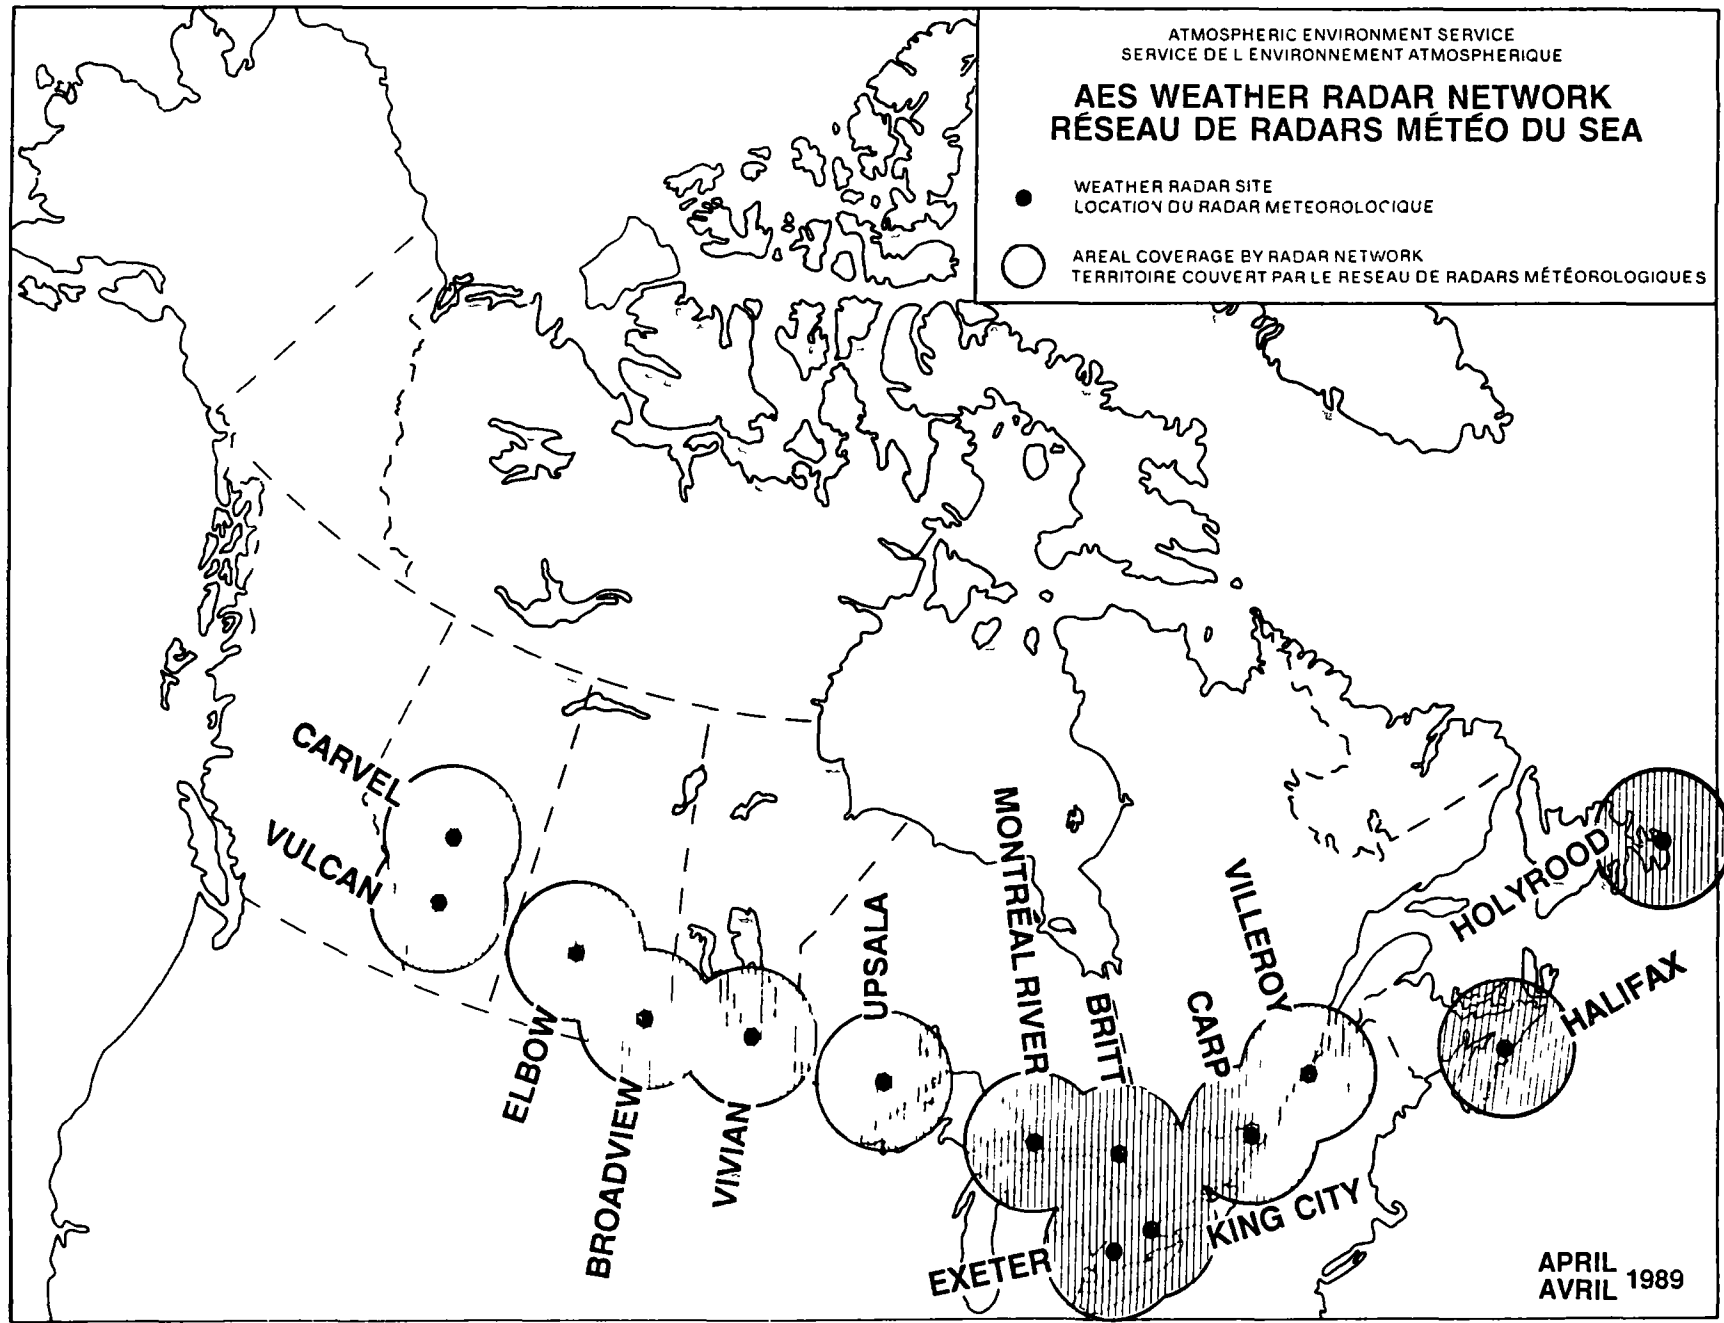 ATMOSPHERIC ENVIRONMENT SERVICE
SERVICE DE L ENVIRONNEMENT ATMOSPHERIQUE
AES WEATHER RADAR NETWORK
RÉSEAU DE RADARS MÉTÉO DU SEA
WEATHER RADAR SITE
LOCATION DU RADAR METEOROLOGIQUE
AREAL COVERAGE BY RADAR NETWORK
TERRITOIRE COUVERT PAR LE RESEAU DE RADARS MÉTÉOROLOGIQUES
CARVEL
VULCAN
ELBOW
BROADVIEW
VIVIAN
UPSALA
MONTRÉAL RIVER
BRITT
CARP
VILLEROY
HOLYROOD
HALIFAX
KING CITY
EXETER
APRIL
AVRIL 1989